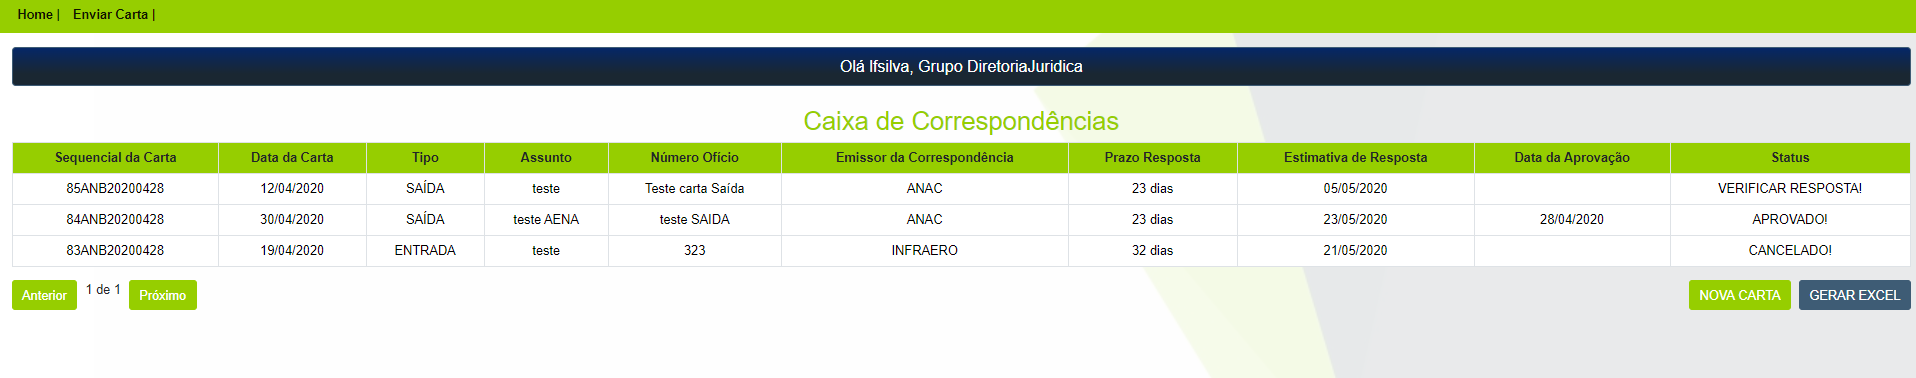 Home | Enviar Carta |
Olá lfsilva, Grupo DiretoriaJuridica
Caixa de Correspondências
Sequencial da Carta Data da Carta Tipo Assunto Número Ofício Emissor da Correspondência Prazo Resposta Estimativa de Resposta Data da Aprovação Status
85ANB20200428 12/04/2020 SAÍDA teste Teste carta Saída ANAC 23 dias 05/05/2020 VERIFICAR RESPOSTA!
84ANB20200428 30/04/2020 SAÍDA teste AENA teste SAIDA ANAC 23 dias 23/05/2020 28/04/2020 APROVADO!
83ANB20200428 19/04/2020 ENTRADA teste 323 INFRAERO 32 dias 21/05/2020 CANCELADO!
Anterior 1 de 1 Próximo NOVA CARTA GERAR EXCEL